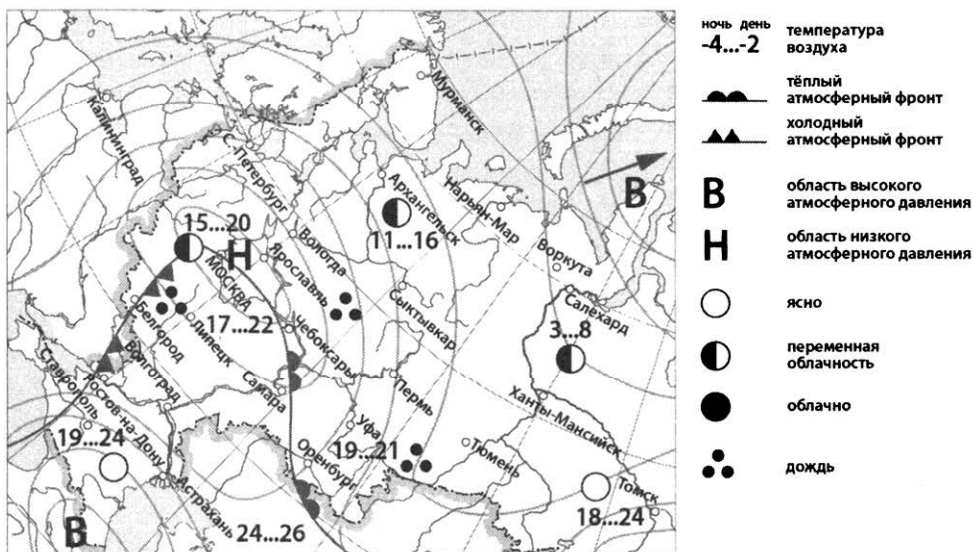 Мурманск
Калининград
С.-Петербург
Архангельск
Нарьян-Мар
В
15...20
Н
11...16
Вологда
Воркута
Ярославль
МОСКВА
Салехард
Сыктывкар
17...22
3...8
Белгород
Липецк
Чебоксары
Волгоград
Самара
Пермь
Ханты-Мансийск
Ставрополь
Ростов-на-Дону
19...24
Уфа
19...21
Оренбург
Тюмень
Томск
Астрахань
18...24
В
24...26
ночь день
-4...-2
температура
воздуха
тёплый
атмосферный фронт
холодный
атмосферный фронт
В
область высокого
атмосферного давления
Н
область низкого
атмосферного давления
ясно
переменная
облачность
облачно
дождь